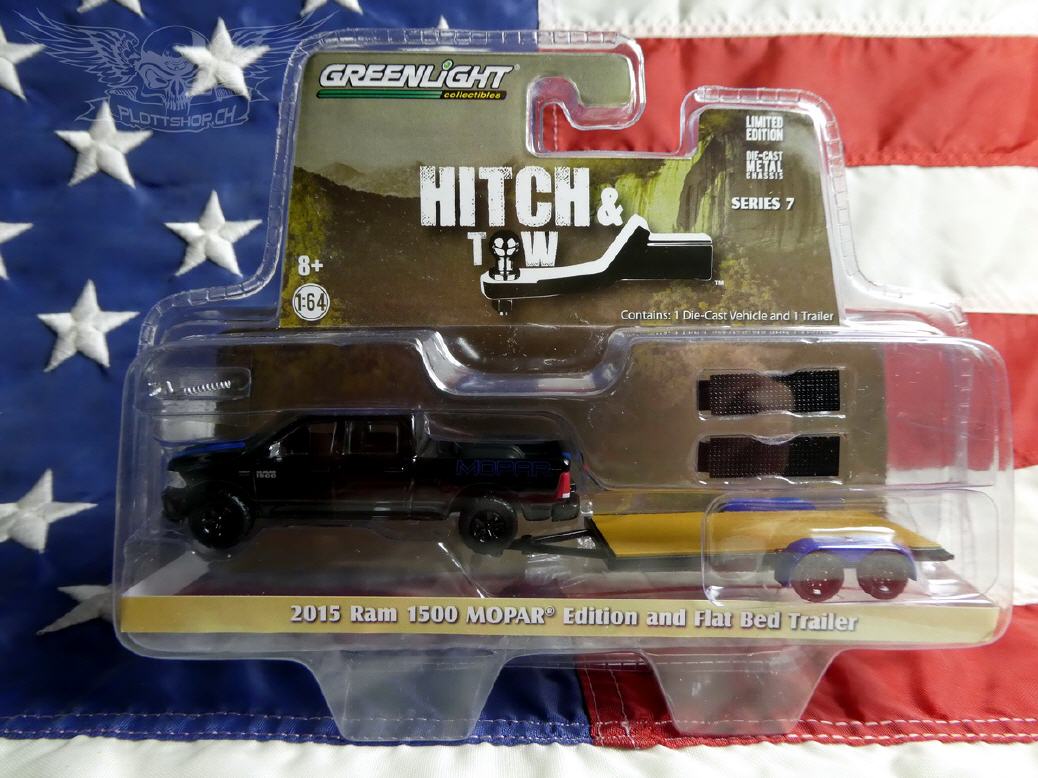 PLOTTSHOP.CH
GREENLIGHT®
collectibles
LIMITED
EDITION
DIE-CAST
METAL
CHASSIS
SERIES 7
HITCH &
TOW
™
8+
1:64
Contains: 1 Die-Cast Vehicle and 1 Trailer
RAM
1500
MOPAR
2015 Ram 1500 MOPAR® Edition and Flat Bed Trailer